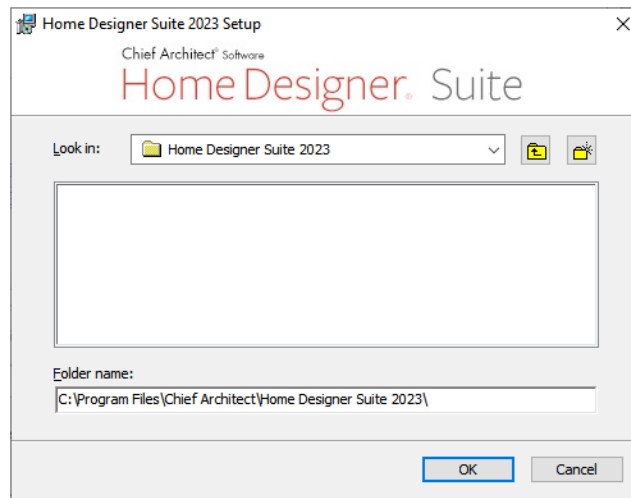 Home Designer Suite 2023 Setup
Chief Architect® Software
Home Designer® Suite
Look in:
Home Designer Suite 2023
Folder name:
C:\Program Files\Chief Architect\Home Designer Suite 2023\
OK
Cancel